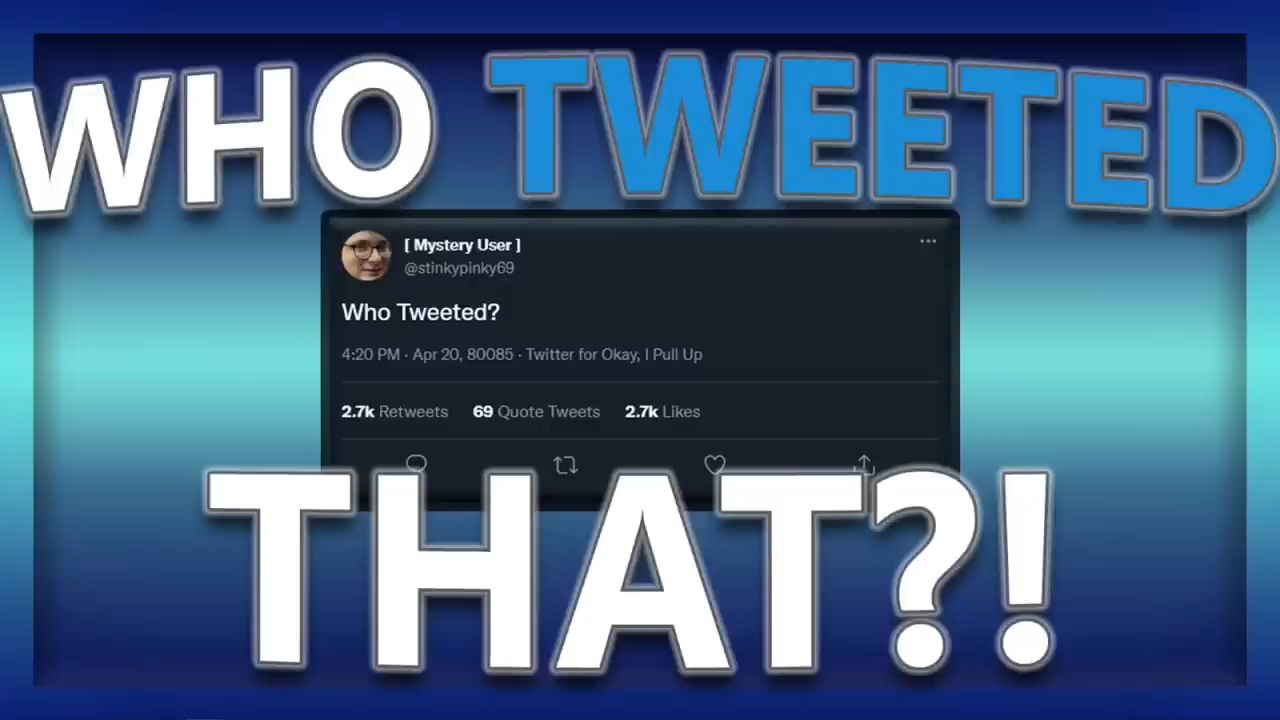 WHO TWEETED
[ Mystery User ]
@stinkypinky69
Who Tweeted?
4:20 PM · Apr 20, 80085 · Twitter for Okay, I Pull Up
2.7k Retweets 69 Quote Tweets 2.7k Likes
THAT?!